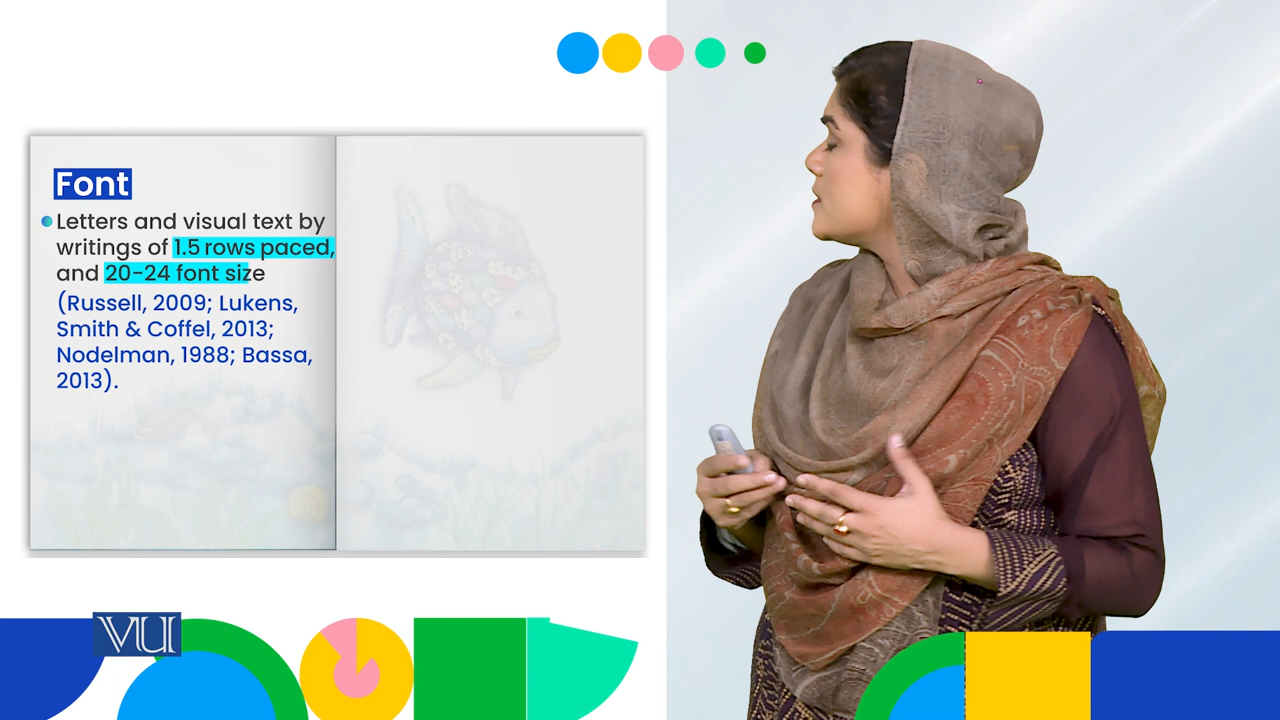 Font
Letters and visual text by
writings of 1.5 rows paced,
and 20-24 font size
(Russell, 2009; Lukens,
Smith & Coffel, 2013;
Nodelman, 1988; Bassa,
2013).
VU